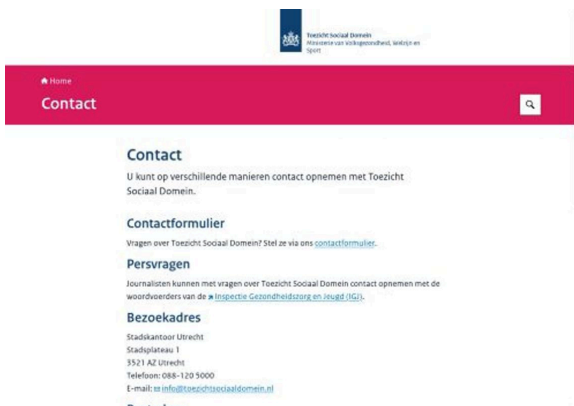 Toezicht Sociaal Domein
Ministerie van Volksgezondheid, Welzijn en
Sport
Home
Contact
Contact
U kunt op verschillende manieren contact opnemen met Toezicht
Sociaal Domein.
Contactformulier
Vragen over Toezicht Sociaal Domein? Stel ze via ons contactformulier.
Persvragen
Journalisten kunnen met vragen over Toezicht Sociaal Domein contact opnemen met de
woordvoerders van de Inspectie Gezondheidszorg en Jeugd (IGJ).
Bezoekadres
Stadskantoor Utrecht
Stadsplateau 1
3521 AZ Utrecht
Telefoon: 088-120 5000
E-mail: info@toezichtsociaaldomein.nl